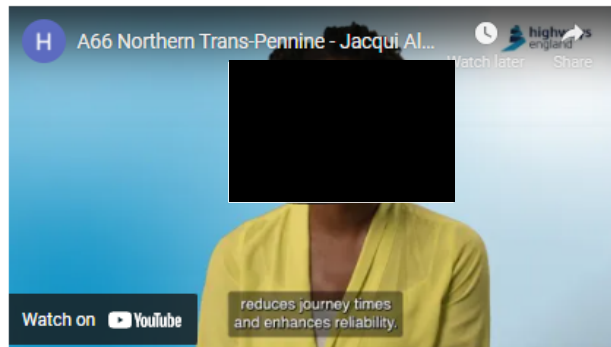 H
A66 Northern Trans-Pennine - Jacqui Al...
highways
england
Watch later
Share
reduces journey times
and enhances reliability.
Watch on YouTube